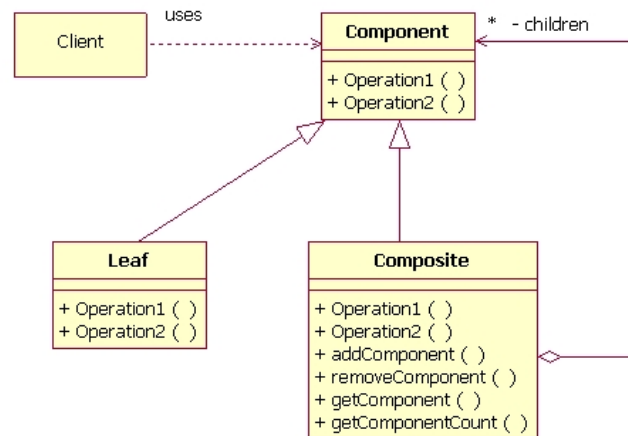 uses
Client
Component
* - children
+ Operation1 ( )
+ Operation2 ( )
Leaf
+ Operation1 ( )
+ Operation2 ( )
Composite
+ Operation1 ( )
+ Operation2 ( )
+ addComponent ( )
+ removeComponent ( )
+ getComponent ( )
+ getComponentCount ( )